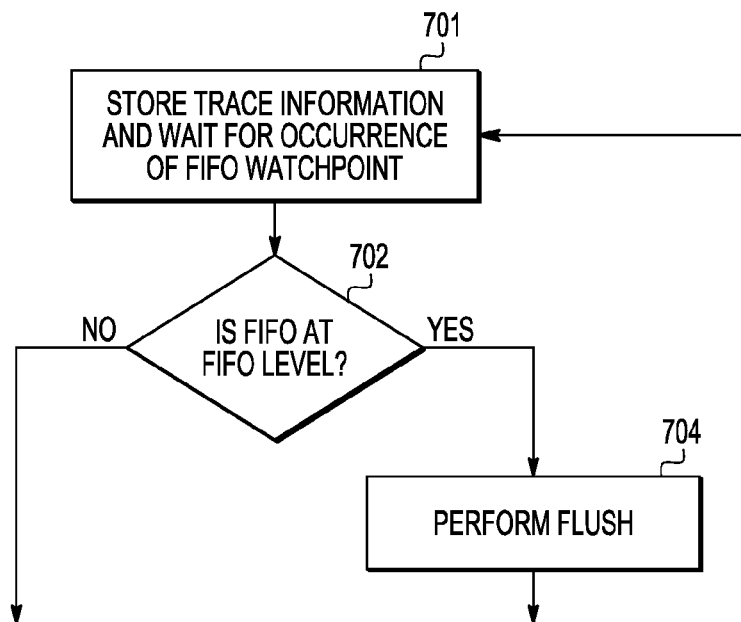 701
STORE TRACE INFORMATION
AND WAIT FOR OCCURRENCE
OF FIFO WATCHPOINT
702
NO
IS FIFO AT
FIFO LEVEL?
YES
704
PERFORM FLUSH